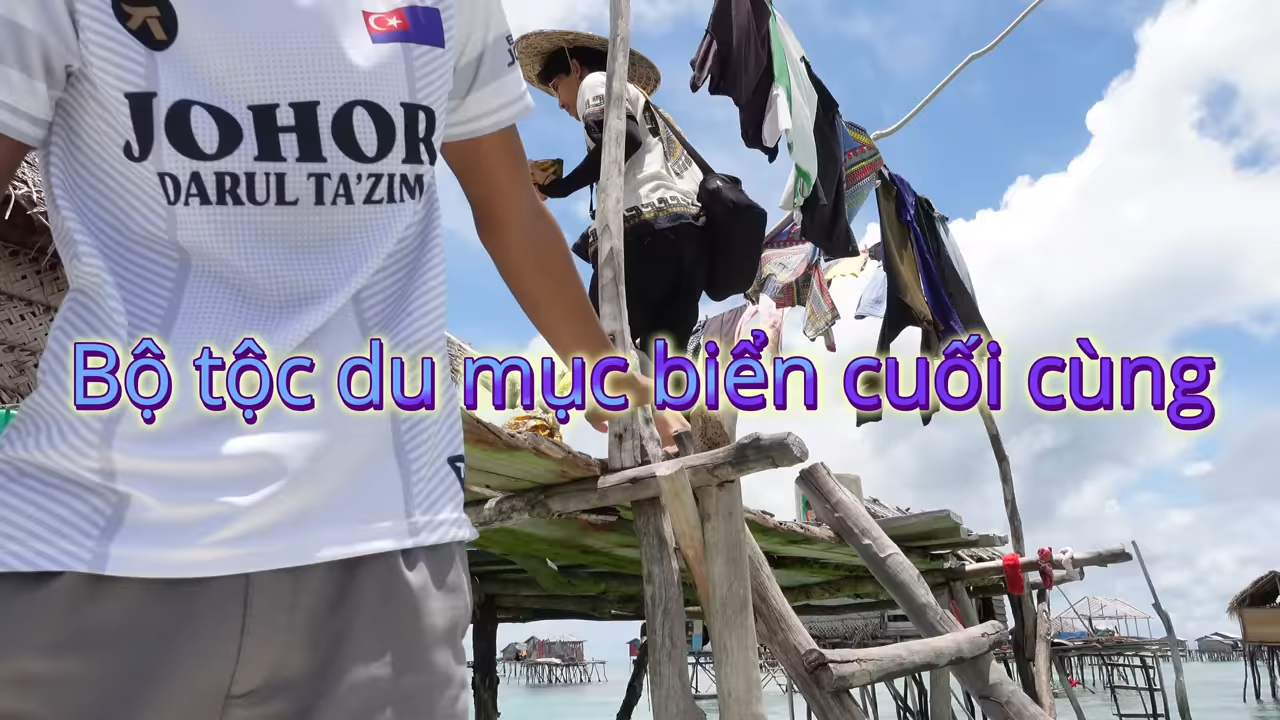 JOHOR
DARUL TA'ZIM
Bộ tộc du mục biển cuối cùng